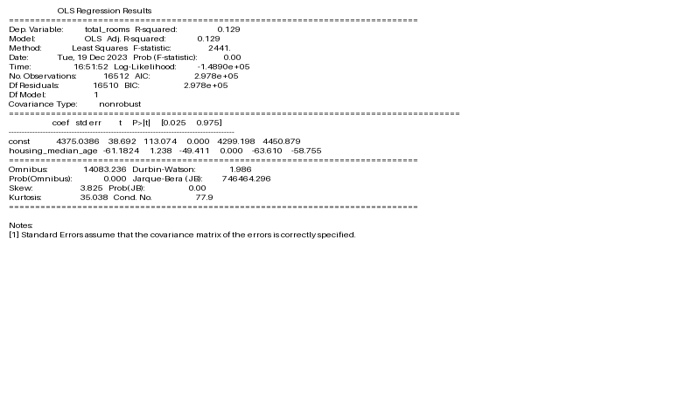 OLS Regression Results
==============================================================================
Dep. Variable: total_rooms R-squared: 0.129
Model: OLS Adj. R-squared: 0.129
Method: Least Squares F-statistic: 2441.
Date: Tue, 19 Dec 2023 Prob (F-statistic): 0.00
Time: 16:51:52 Log-Likelihood: -1.4890e+05
No. Observations: 16512 AIC: 2.978e+05
Df Residuals: 16510 BIC: 2.978e+05
Df Model: 1
Covariance Type: nonrobust
======================================================================================
coef std err t P>|t| [0.025 0.975]
--------------------------------------------------------------------------------------
const 4375.0386 38.692 113.074 0.000 4299.198 4450.879
housing_median_age -61.1824 1.238 -49.411 0.000 -63.610 -58.755
==============================================================================
Omnibus: 14083.236 Durbin-Watson: 1.986
Prob(Omnibus): 0.000 Jarque-Bera (JB): 746464.296
Skew: 3.825 Prob(JB): 0.00
Kurtosis: 35.038 Cond. No. 77.9
==============================================================================
Notes:
[1] Standard Errors assume that the covariance matrix of the errors is correctly specified.